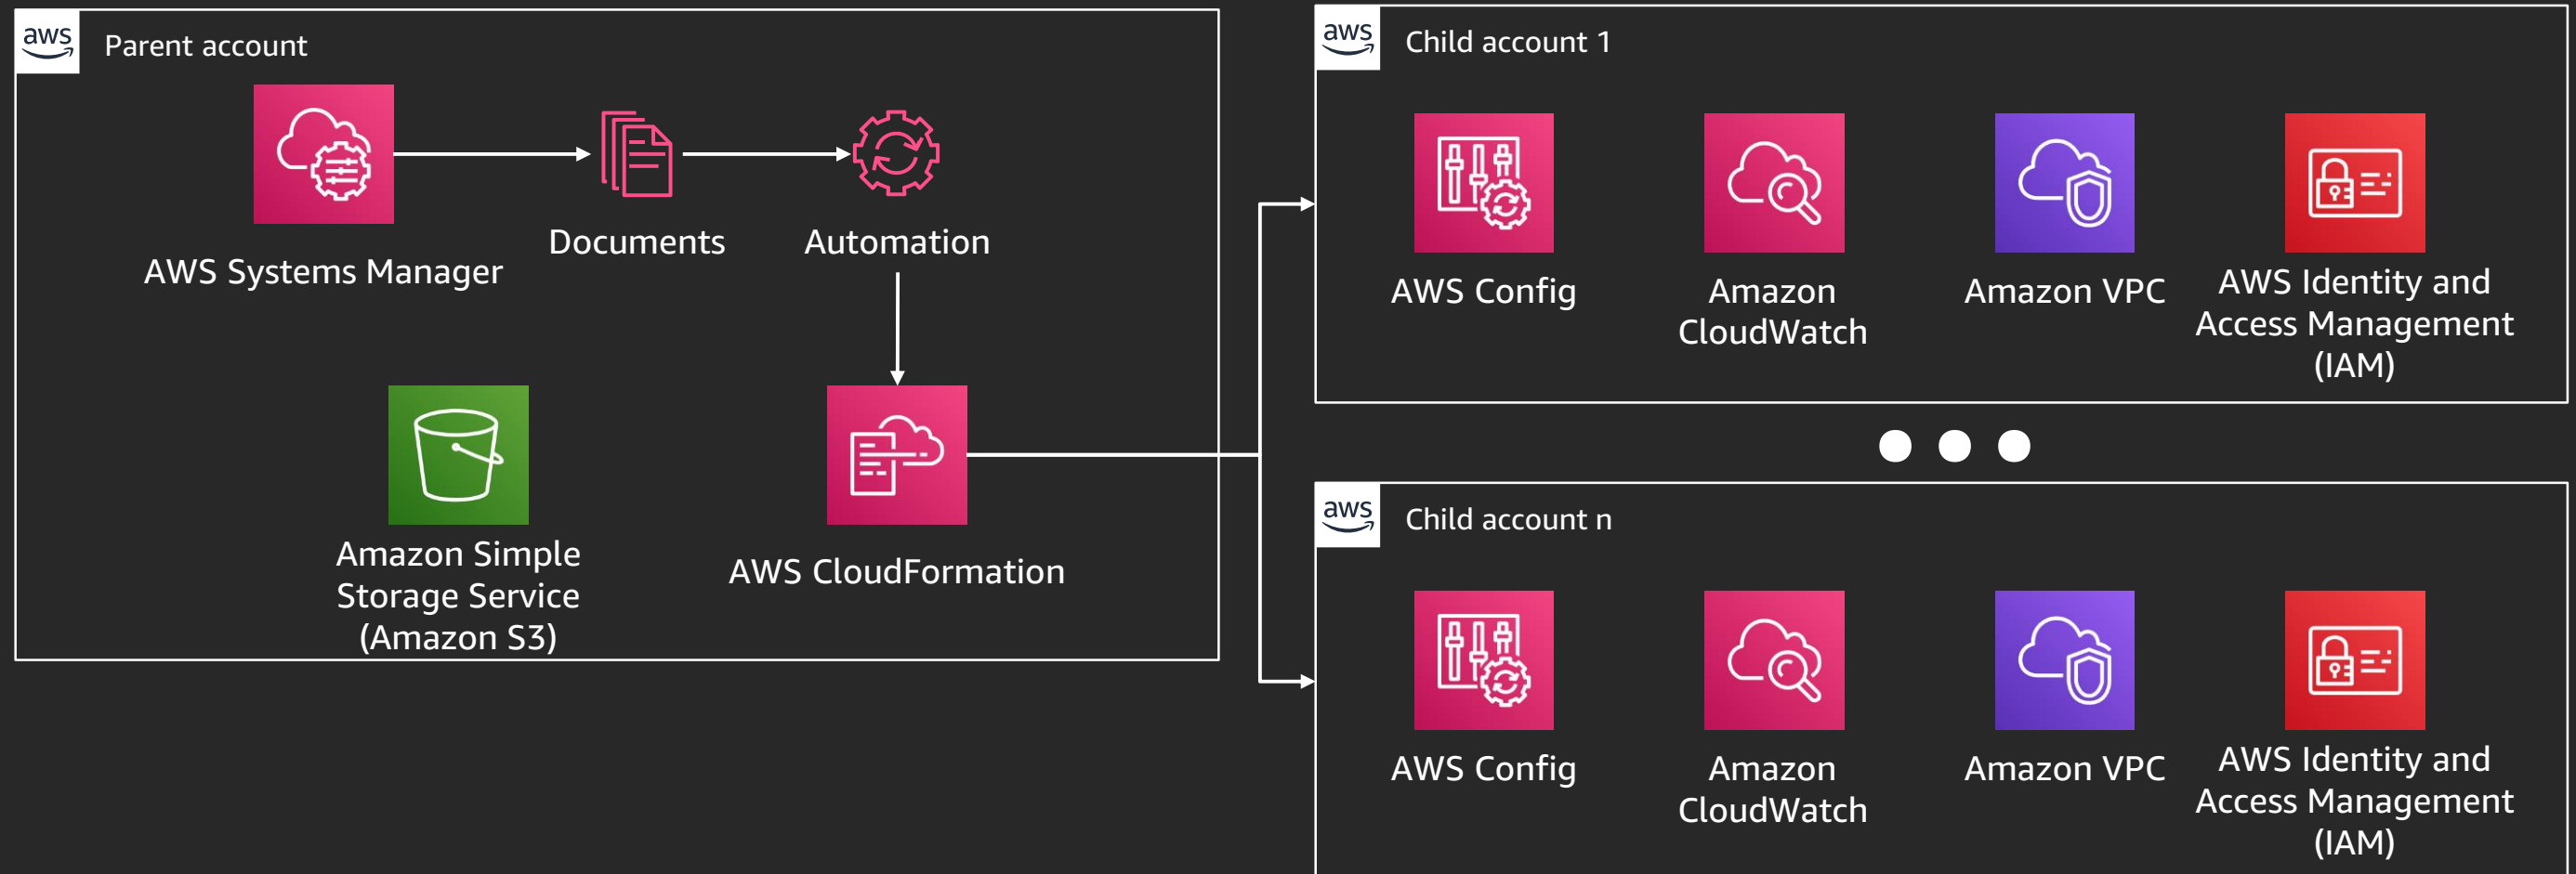 aws
Parent account
AWS Systems Manager
Documents
Automation
Amazon Simple
Storage Service
(Amazon S3)
AWS CloudFormation
aws
Child account 1
AWS Config
Amazon
CloudWatch
Amazon VPC
AWS Identity and
Access Management
(IAM)
aws
Child account n
AWS Config
Amazon
CloudWatch
Amazon VPC
AWS Identity and
Access Management
(IAM)